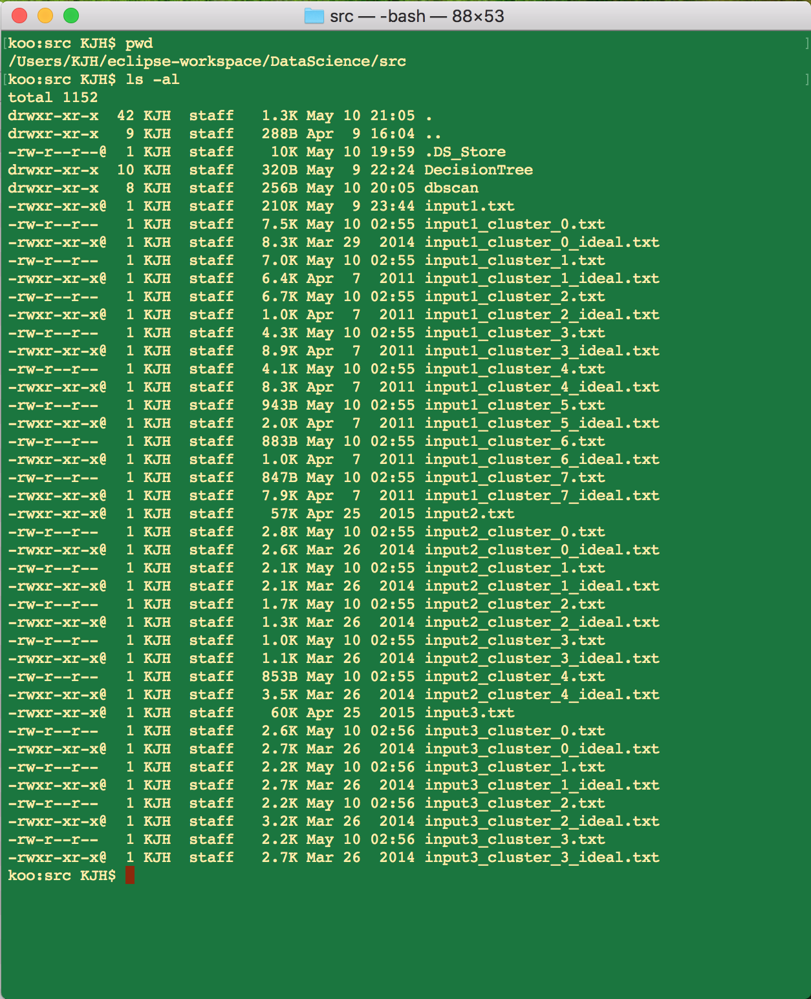 src — -bash — 88×53
[koo:src KJH$ pwd ]
/Users/KJH/eclipse-workspace/DataScience/src
[koo:src KJH$ ls -al ]
total 1152
drwxr-xr-x  42 KJH  staff   1.3K May 10 21:05 .
drwxr-xr-x   9 KJH  staff   288B Apr  9 16:04 ..
-rw-r--r--@  1 KJH  staff    10K May 10 19:59 .DS_Store
drwxr-xr-x  10 KJH  staff   320B May  9 22:24 DecisionTree
drwxr-xr-x   8 KJH  staff   256B May 10 20:05 dbscan
-rwxr-xr-x@  1 KJH  staff   210K May  9 23:44 input1.txt
-rw-r--r--   1 KJH  staff   7.5K May 10 02:55 input1_cluster_0.txt
-rwxr-xr-x@  1 KJH  staff   8.3K Mar 29  2014 input1_cluster_0_ideal.txt
-rw-r--r--   1 KJH  staff   7.0K May 10 02:55 input1_cluster_1.txt
-rwxr-xr-x@  1 KJH  staff   6.4K Apr  7  2011 input1_cluster_1_ideal.txt
-rw-r--r--   1 KJH  staff   6.7K May 10 02:55 input1_cluster_2.txt
-rwxr-xr-x@  1 KJH  staff   1.0K Apr  7  2011 input1_cluster_2_ideal.txt
-rw-r--r--   1 KJH  staff   4.3K May 10 02:55 input1_cluster_3.txt
-rwxr-xr-x@  1 KJH  staff   8.9K Apr  7  2011 input1_cluster_3_ideal.txt
-rw-r--r--   1 KJH  staff   4.1K May 10 02:55 input1_cluster_4.txt
-rwxr-xr-x@  1 KJH  staff   8.3K Apr  7  2011 input1_cluster_4_ideal.txt
-rw-r--r--   1 KJH  staff   943B May 10 02:55 input1_cluster_5.txt
-rwxr-xr-x@  1 KJH  staff   2.0K Apr  7  2011 input1_cluster_5_ideal.txt
-rw-r--r--   1 KJH  staff   883B May 10 02:55 input1_cluster_6.txt
-rwxr-xr-x@  1 KJH  staff   1.0K Apr  7  2011 input1_cluster_6_ideal.txt
-rw-r--r--   1 KJH  staff   847B May 10 02:55 input1_cluster_7.txt
-rwxr-xr-x@  1 KJH  staff   7.9K Apr  7  2011 input1_cluster_7_ideal.txt
-rwxr-xr-x@  1 KJH  staff    57K Apr 25  2015 input2.txt
-rw-r--r--   1 KJH  staff   2.8K May 10 02:55 input2_cluster_0.txt
-rwxr-xr-x@  1 KJH  staff   2.6K Mar 26  2014 input2_cluster_0_ideal.txt
-rw-r--r--   1 KJH  staff   2.1K May 10 02:55 input2_cluster_1.txt
-rwxr-xr-x@  1 KJH  staff   2.1K Mar 26  2014 input2_cluster_1_ideal.txt
-rw-r--r--   1 KJH  staff   1.7K May 10 02:55 input2_cluster_2.txt
-rwxr-xr-x@  1 KJH  staff   1.3K Mar 26  2014 input2_cluster_2_ideal.txt
-rw-r--r--   1 KJH  staff   1.0K May 10 02:55 input2_cluster_3.txt
-rwxr-xr-x@  1 KJH  staff   1.1K Mar 26  2014 input2_cluster_3_ideal.txt
-rw-r--r--   1 KJH  staff   853B May 10 02:55 input2_cluster_4.txt
-rwxr-xr-x@  1 KJH  staff   3.5K Mar 26  2014 input2_cluster_4_ideal.txt
-rwxr-xr-x@  1 KJH  staff    60K Apr 25  2015 input3.txt
-rw-r--r--   1 KJH  staff   2.6K May 10 02:56 input3_cluster_0.txt
-rwxr-xr-x@  1 KJH  staff   2.7K Mar 26  2014 input3_cluster_0_ideal.txt
-rw-r--r--   1 KJH  staff   2.2K May 10 02:56 input3_cluster_1.txt
-rwxr-xr-x@  1 KJH  staff   2.7K Mar 26  2014 input3_cluster_1_ideal.txt
-rw-r--r--   1 KJH  staff   2.2K May 10 02:56 input3_cluster_2.txt
-rwxr-xr-x@  1 KJH  staff   3.2K Mar 26  2014 input3_cluster_2_ideal.txt
-rw-r--r--   1 KJH  staff   2.2K May 10 02:56 input3_cluster_3.txt
-rwxr-xr-x@  1 KJH  staff   2.7K Mar 26  2014 input3_cluster_3_ideal.txt
koo:src KJH$